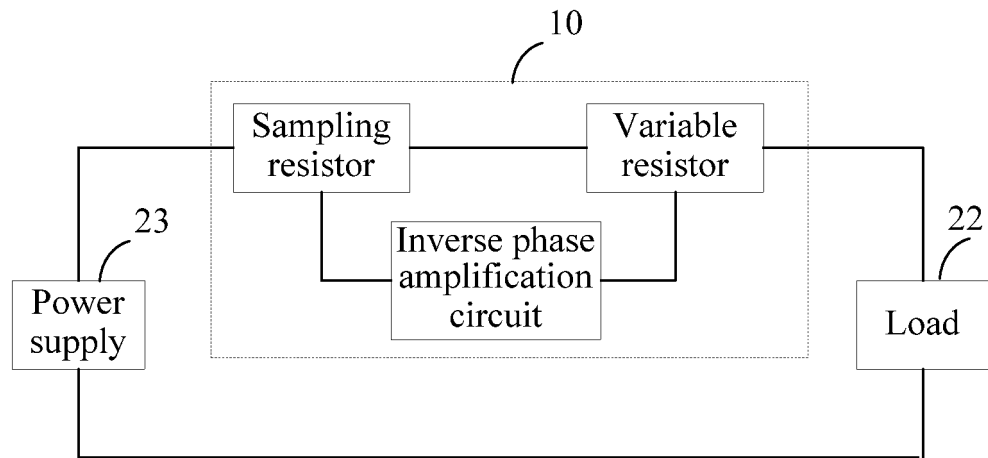 10
Sampling
resistor
Variable
resistor
Inverse phase
amplification
circuit
23
Power
supply
22
Load